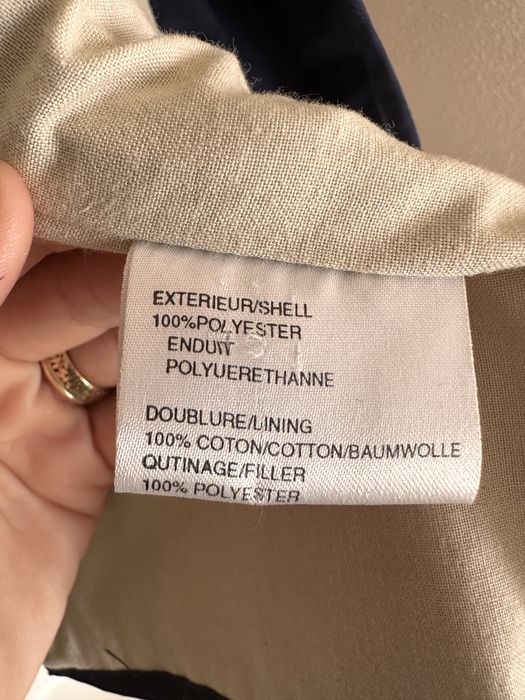 EXTERIEUR/SHELL
100%POLYESTER
ENDUIT
POLYUERETHANNE
DOUBLURE/LINING
100% COTON/COTTON/BAUMWOLLE
QUTINAGE/FILLER
100% POLYESTER